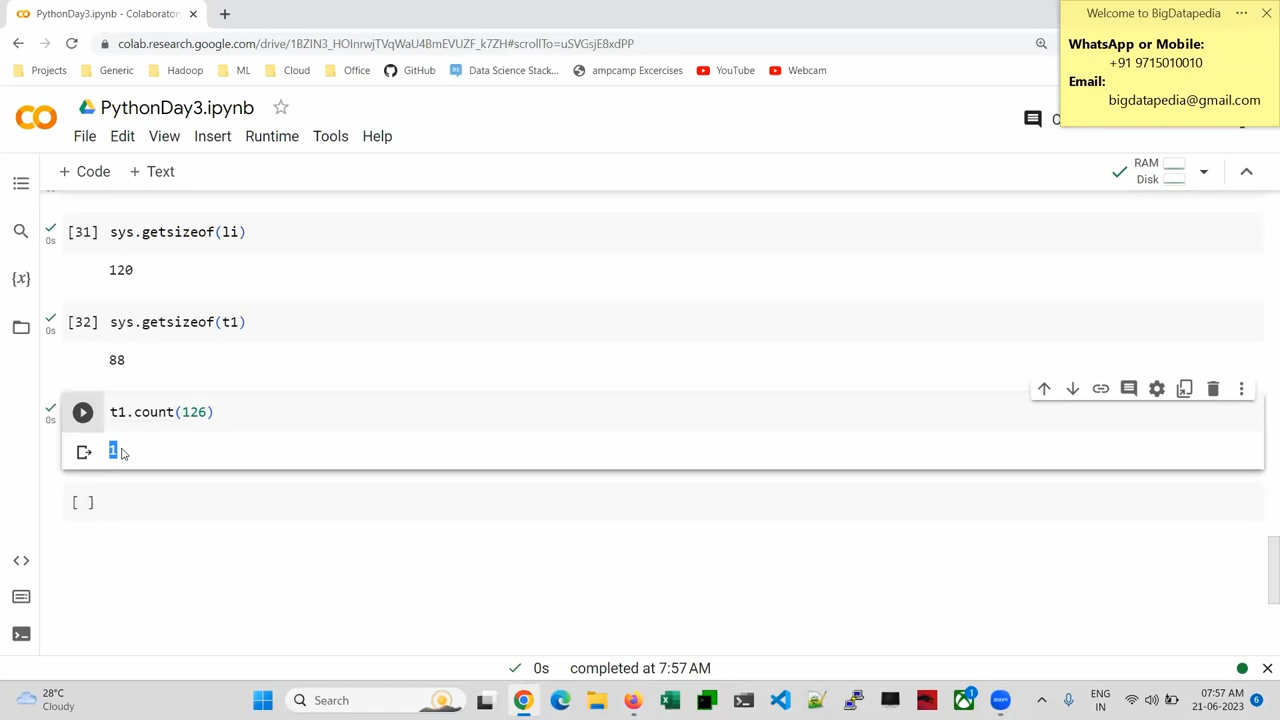 PythonDay3.ipynb - Colaborator
Welcome to BigDatapedia
colab.research.google.com/drive/1BZIN3_HOInrwjTVqWaU4BmEVUZF_k7ZH#scrollTo=uSVGsjE8xdPP
WhatsApp or Mobile:
+91 9715010010
Email:
bigdatapedia@gmail.com
Projects Generic Hadoop ML Cloud Office GitHub Data Science Stack... ampcamp Excercises YouTube Webcam
PythonDay3.ipynb
File Edit View Insert Runtime Tools Help
+ Code + Text
RAM
Disk
[31] sys.getsizeof(li)
0s
120
[32] sys.getsizeof(t1)
0s
88
t1.count(126)
0s
1
[ ]
0s completed at 7:57 AM
28°C
Cloudy
Search
1
ENG
IN
07:57 AM
21-06-2023
6